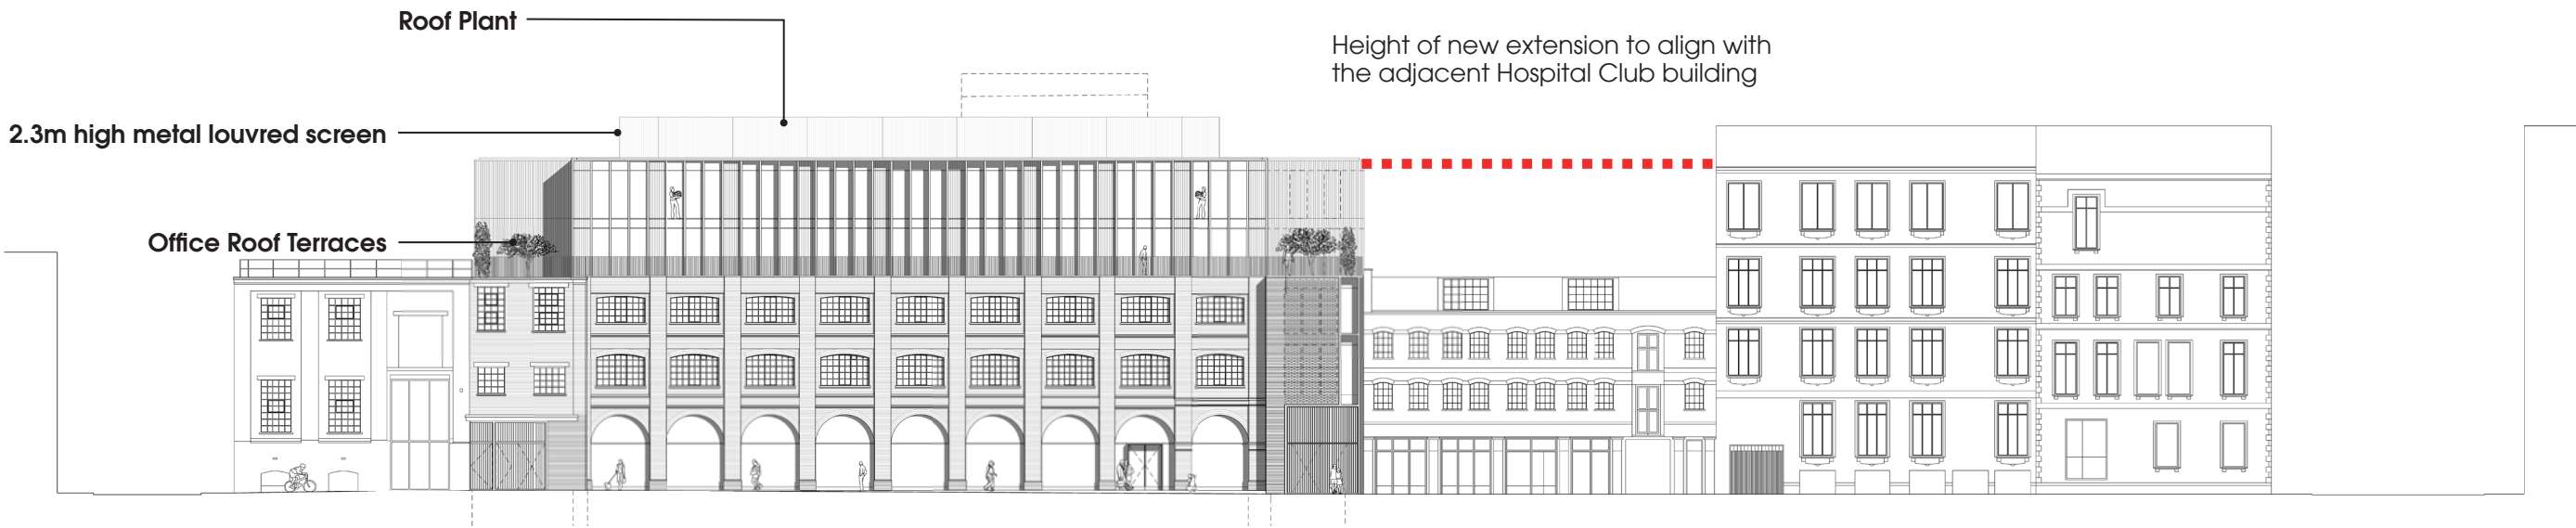 Roof Plant
Height of new extension to align with
the adjacent Hospital Club building
2.3m high metal louvred screen
Office Roof Terraces